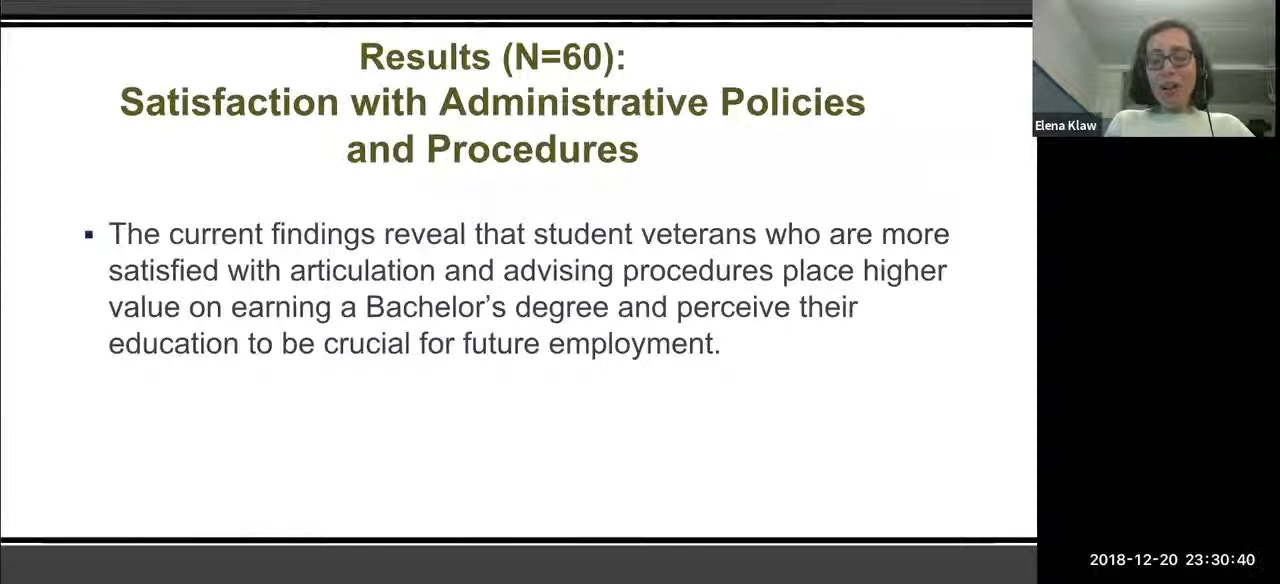 Results (N=60):
Satisfaction with Administrative Policies
and Procedures
▪ The current findings reveal that student veterans who are more
satisfied with articulation and advising procedures place higher
value on earning a Bachelor’s degree and perceive their
education to be crucial for future employment.
Elena Klaw
2018-12-20 23:30:40